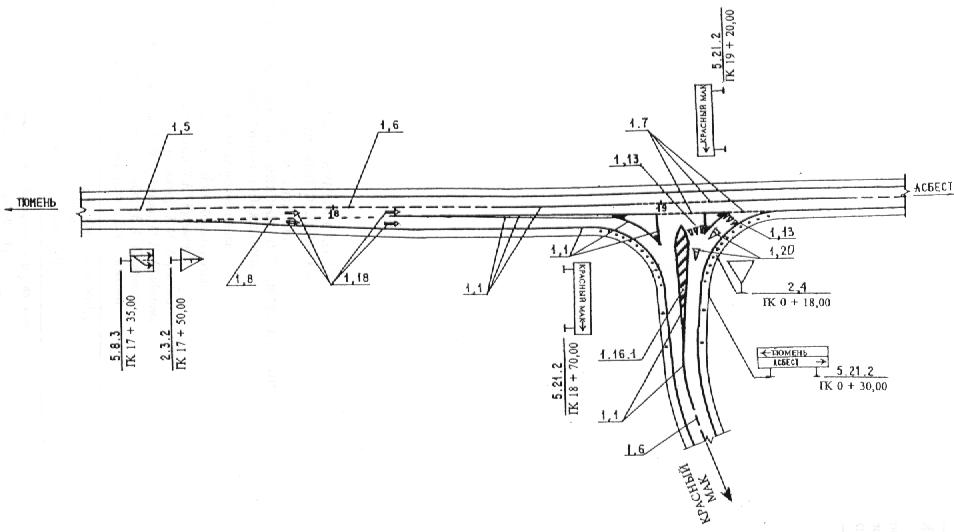 5.21.2
ПК 19 + 20,00
КРАСНЫЙ МАК
1,5
1,6
1.7
1,13
ТЮМЕНЬ
АСБЕСТ
18
19
1,1
1,13
1,20
1,8
1,18
1,1
2,4
ПК 0 + 18,00
5.8.3
ПК 17 + 35,00
2.3.2
ПК 17 + 50,00
КРАСНЫЙ МАК
5.21.2
ПК 18 + 70,00
1.16.1
ТЮМЕНЬ
АСБЕСТ
5.21.2
ПК 0 + 30,00
1,1
1.6
КРАСНЫЙ
МАК